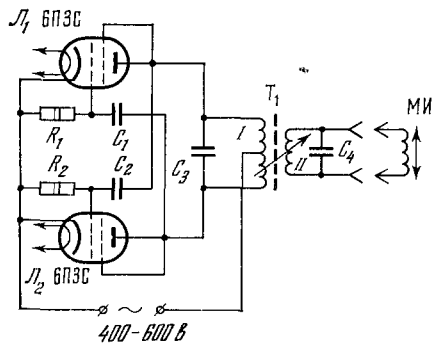 Л₁ 6П3С
R₁
C₁
R₂
C₂
C₃
T₁
I
II
C₄
МИ
Л₂ 6П3С
~
400-600 в